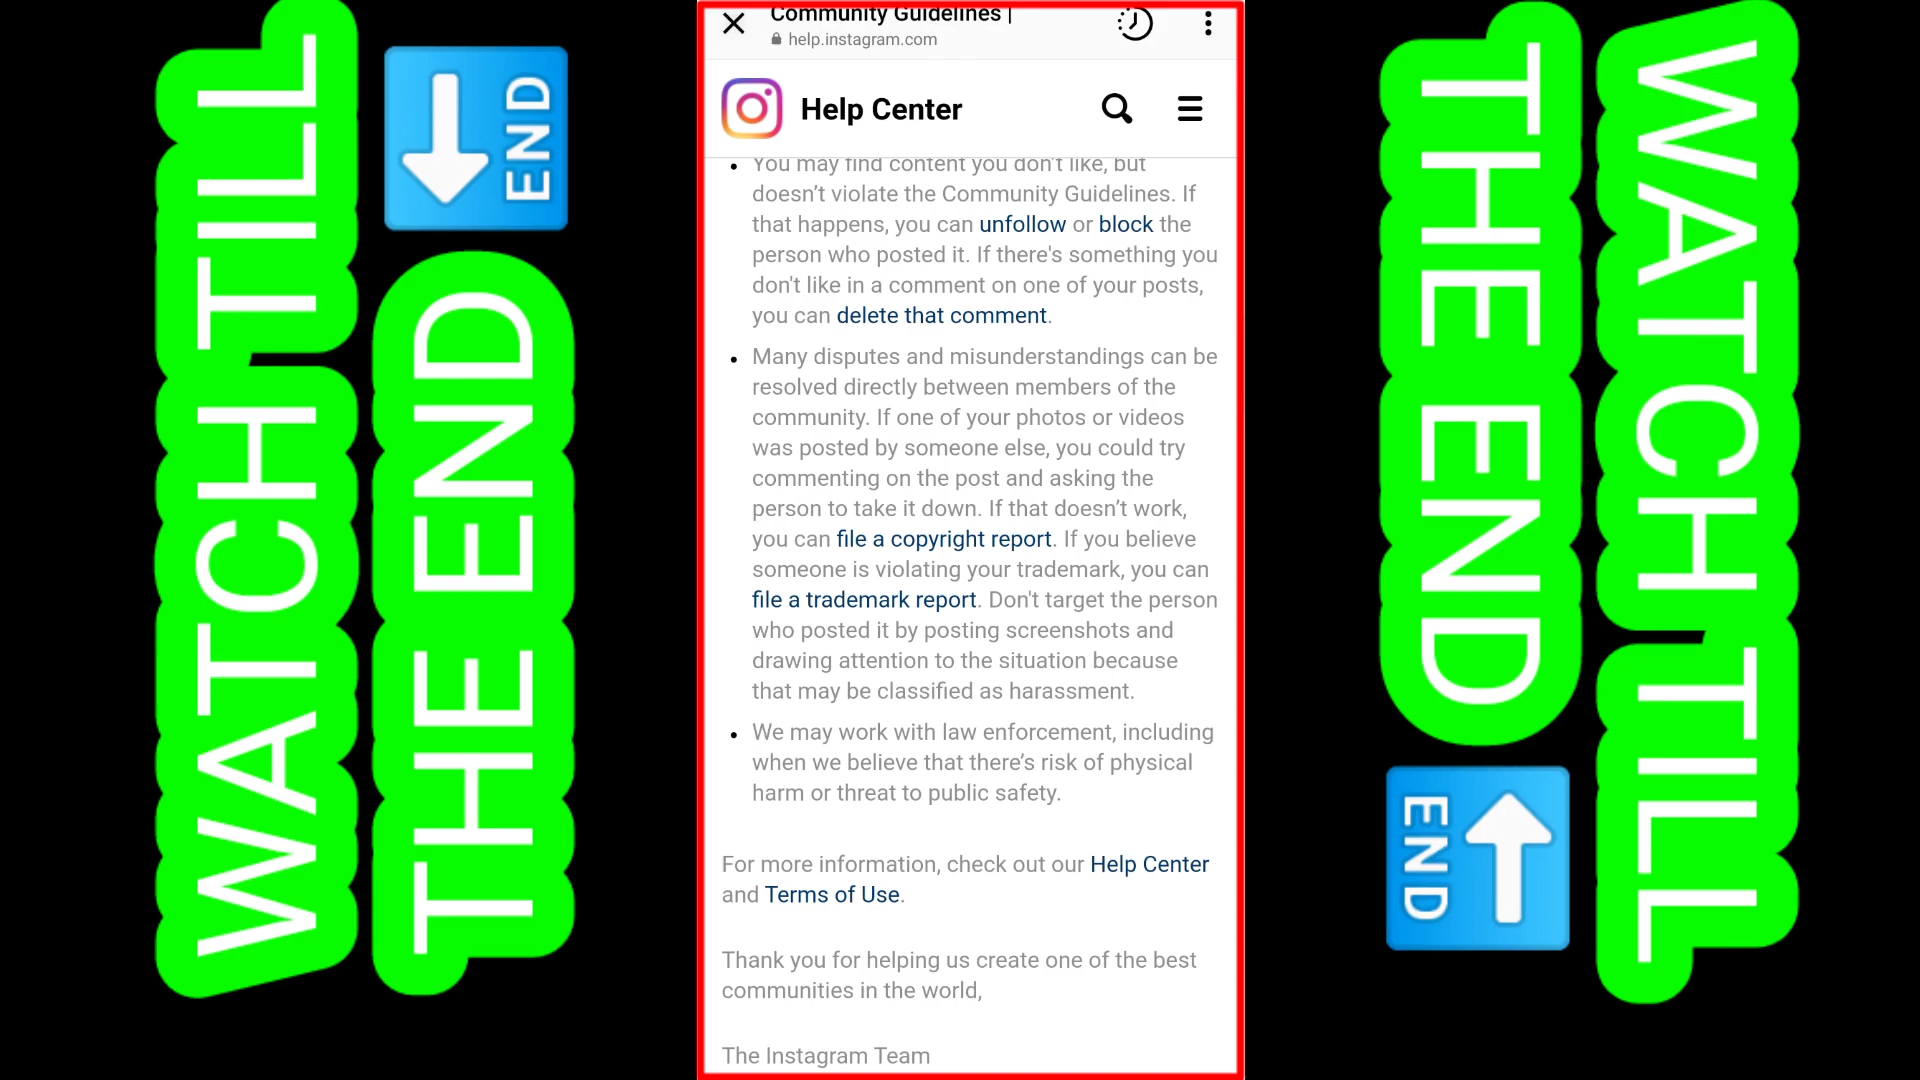 WATCH TILL
THE END
END
Community Guidelines |
help.instagram.com
Help Center
• You may find content you don't like, but
doesn’t violate the Community Guidelines. If
that happens, you can unfollow or block the
person who posted it. If there's something you
don't like in a comment on one of your posts,
you can delete that comment.
• Many disputes and misunderstandings can be
resolved directly between members of the
community. If one of your photos or videos
was posted by someone else, you could try
commenting on the post and asking the
person to take it down. If that doesn’t work,
you can file a copyright report. If you believe
someone is violating your trademark, you can
file a trademark report. Don't target the person
who posted it by posting screenshots and
drawing attention to the situation because
that may be classified as harassment.
• We may work with law enforcement, including
when we believe that there’s risk of physical
harm or threat to public safety.
For more information, check out our Help Center
and Terms of Use.
Thank you for helping us create one of the best
communities in the world,
The Instagram Team
WATCH TILL
THE END
END